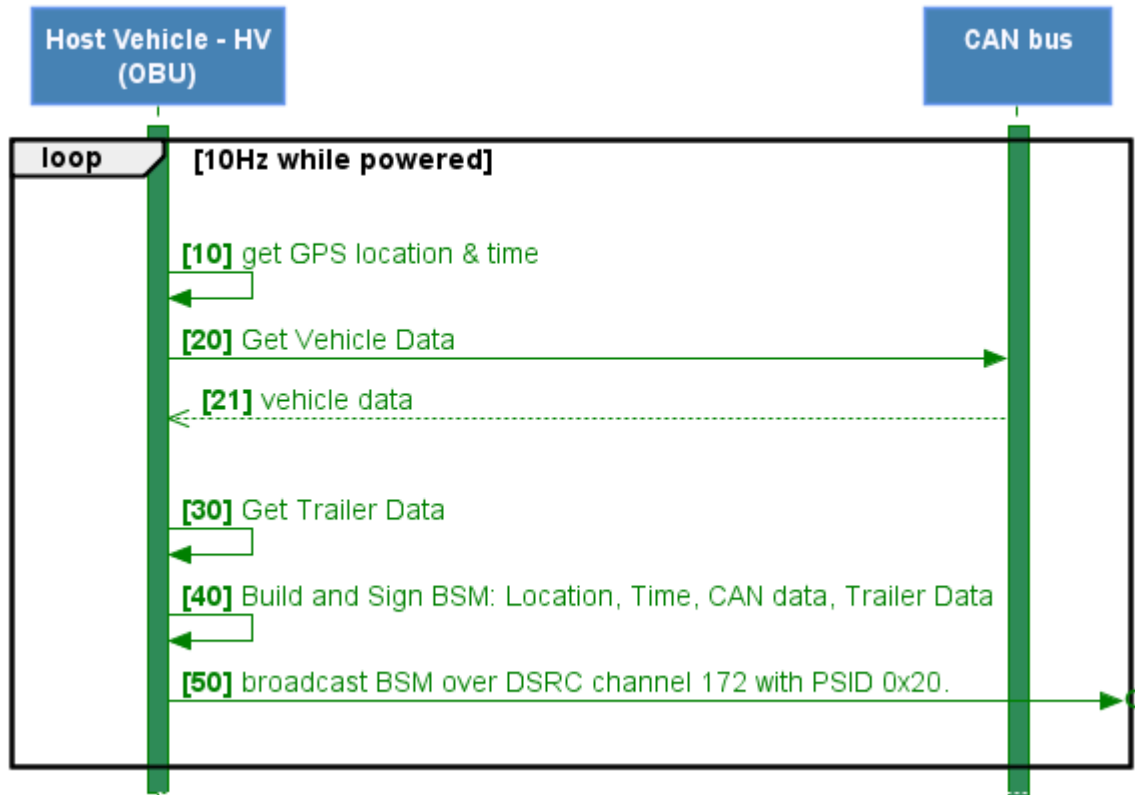 Host Vehicle - HV
(OBU)
CAN bus
loop
[10Hz while powered]
[10] get GPS location & time
[20] Get Vehicle Data
[21] vehicle data
[30] Get Trailer Data
[40] Build and Sign BSM: Location, Time, CAN data, Trailer Data
[50] broadcast BSM over DSRC channel 172 with PSID 0x20.